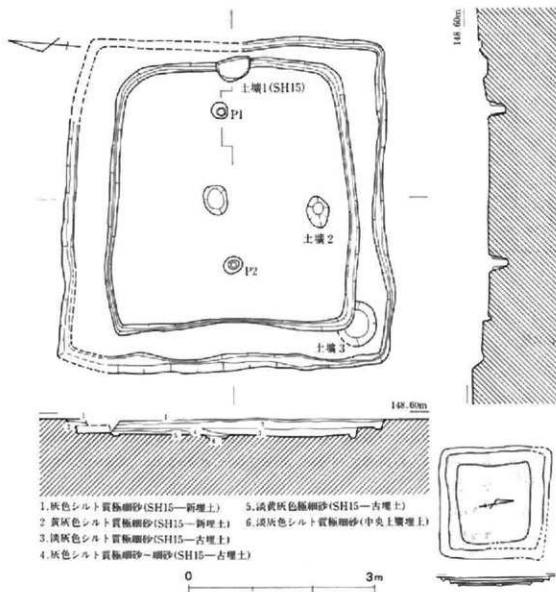 148.60m
土壙1(SH15)
P1
土壙2
P2
土壙3
148.60m
1
1.灰色シルト質極細砂(SH15―新埋土)
2 黄灰色シルト質極細砂(SH15―新埋土)
3.淡灰色シルト質極細砂(SH15―古埋土)
4.灰色シルト質極細砂~細砂(SH15―古埋土)
5.淡黄灰色極細砂(SH15―古埋土)
6.淡灰色シルト質極細砂(中央土壙埋土)
0 3m